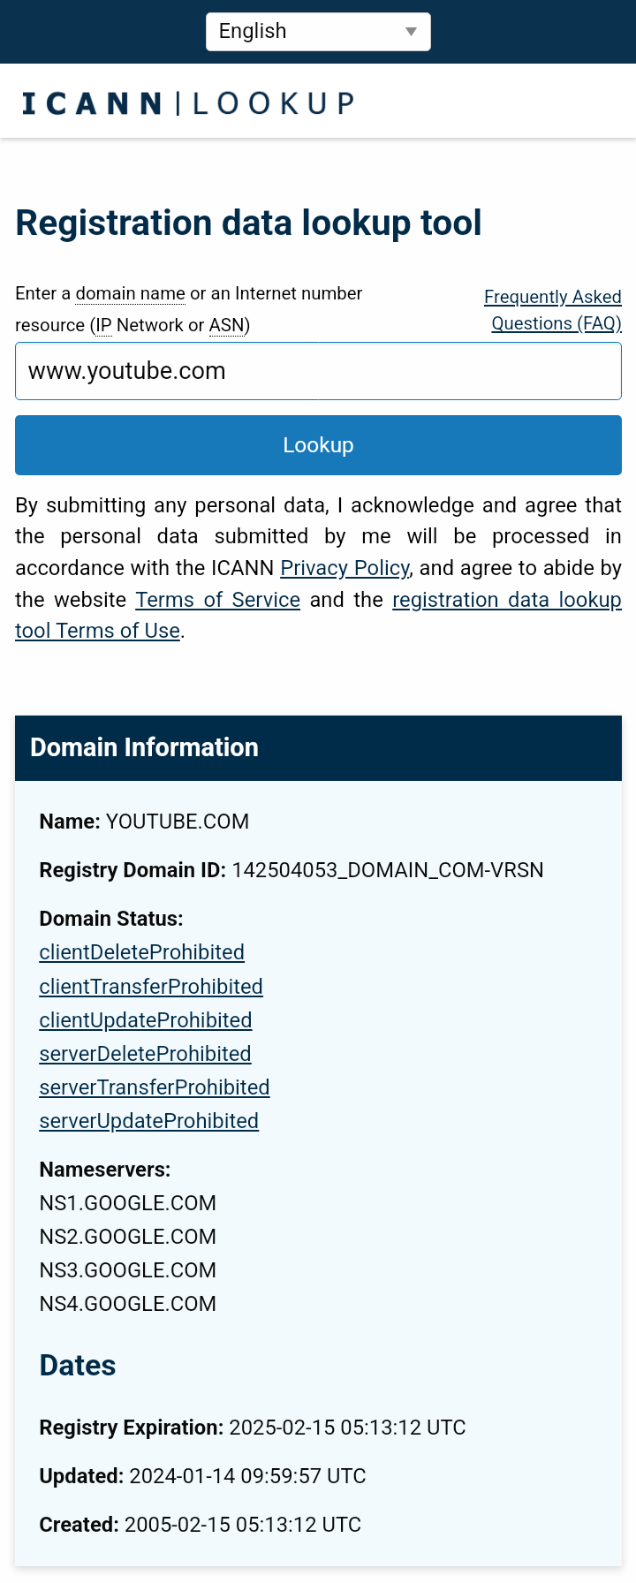 English
ICANN | LOOKUP
Registration data lookup tool
Enter a domain name or an Internet number
resource (IP Network or ASN)
Frequently Asked
Questions (FAQ)
www.youtube.com
Lookup
By submitting any personal data, I acknowledge and agree that
the personal data submitted by me will be processed in
accordance with the ICANN Privacy Policy, and agree to abide by
the website Terms of Service and the registration data lookup
tool Terms of Use.
Domain Information
Name: YOUTUBE.COM
Registry Domain ID: 142504053_DOMAIN_COM-VRSN
Domain Status:
clientDeleteProhibited
clientTransferProhibited
clientUpdateProhibited
serverDeleteProhibited
serverTransferProhibited
serverUpdateProhibited
Nameservers:
NS1.GOOGLE.COM
NS2.GOOGLE.COM
NS3.GOOGLE.COM
NS4.GOOGLE.COM
Dates
Registry Expiration: 2025-02-15 05:13:12 UTC
Updated: 2024-01-14 09:59:57 UTC
Created: 2005-02-15 05:13:12 UTC